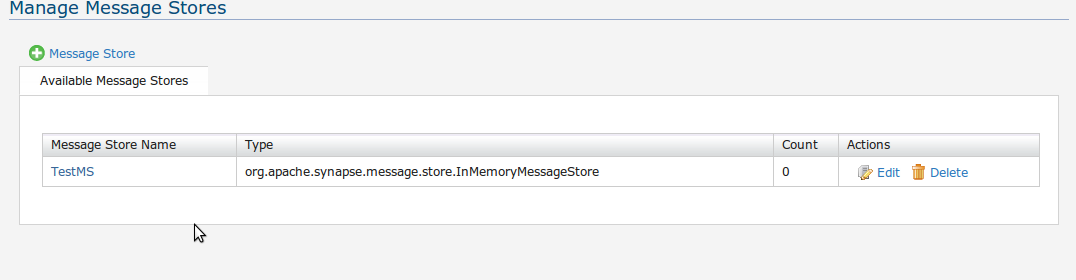 Manage Message Stores
Message Store
Available Message Stores
Message Store Name Type Count Actions
TestMS org.apache.synapse.message.store.InMemoryMessageStore 0 Edit Delete